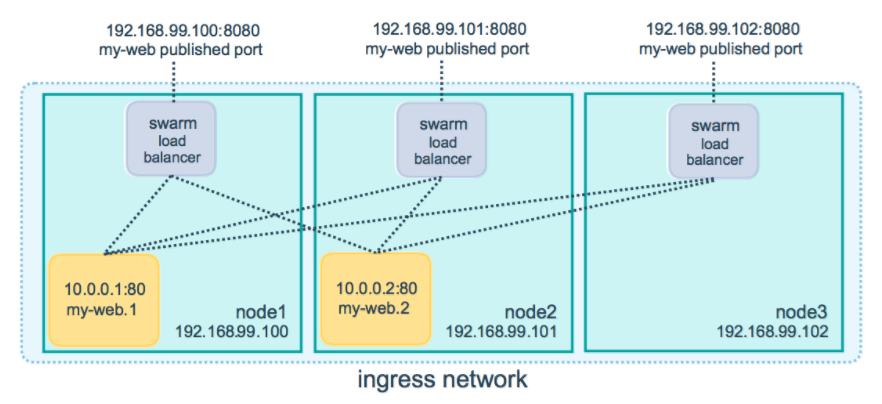 192.168.99.100:8080
my-web published port
192.168.99.101:8080
my-web published port
192.168.99.102:8080
my-web published port
swarm
load
balancer
swarm
load
balancer
swarm
load
balancer
10.0.0.1:80
my-web.1
node1
192.168.99.100
10.0.0.2:80
my-web.2
node2
192.168.99.101
node3
192.168.99.102
ingress network